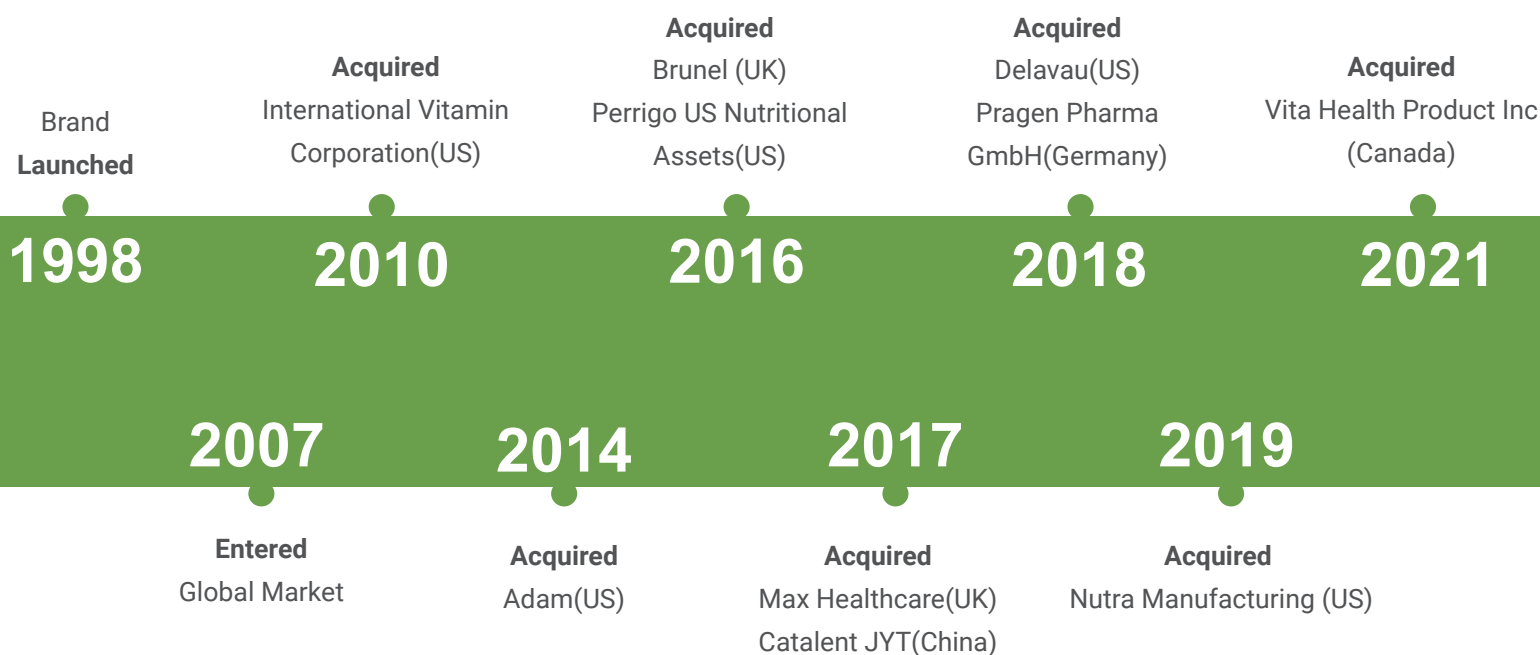 Brand
Launched
1998
Acquired
International Vitamin
Corporation(US)
2010
Acquired
Brunel (UK)
Perrigo US Nutritional
Assets(US)
2016
Acquired
Delavau(US)
Pragen Pharma
GmbH(Germany)
2018
Acquired
Vita Health Product Inc
(Canada)
2021
2007
Entered
Global Market
2014
Acquired
Adam(US)
2017
Acquired
Max Healthcare(UK)
Catalent JYT(China)
2019
Acquired
Nutra Manufacturing (US)